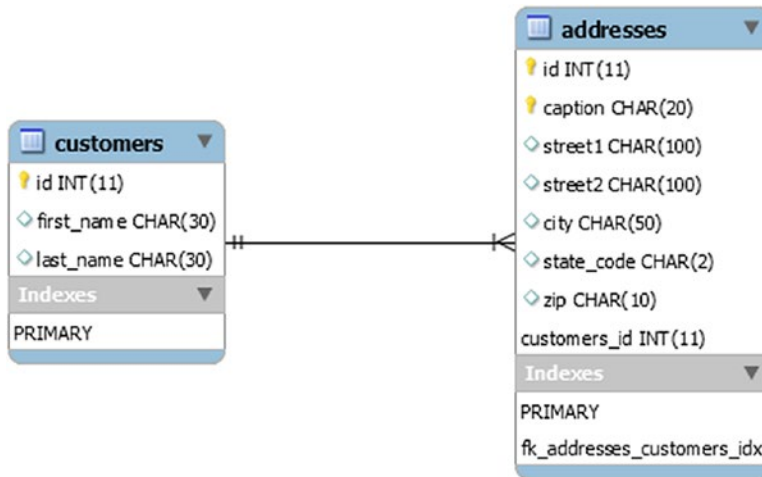 customers
id INT(11)
first_name CHAR(30)
last_name CHAR(30)
Indexes
PRIMARY
addresses
id INT(11)
caption CHAR(20)
street1 CHAR(100)
street2 CHAR(100)
city CHAR(50)
state_code CHAR(2)
zip CHAR(10)
customers_id INT(11)
Indexes
PRIMARY
fk_addresses_customers_idx